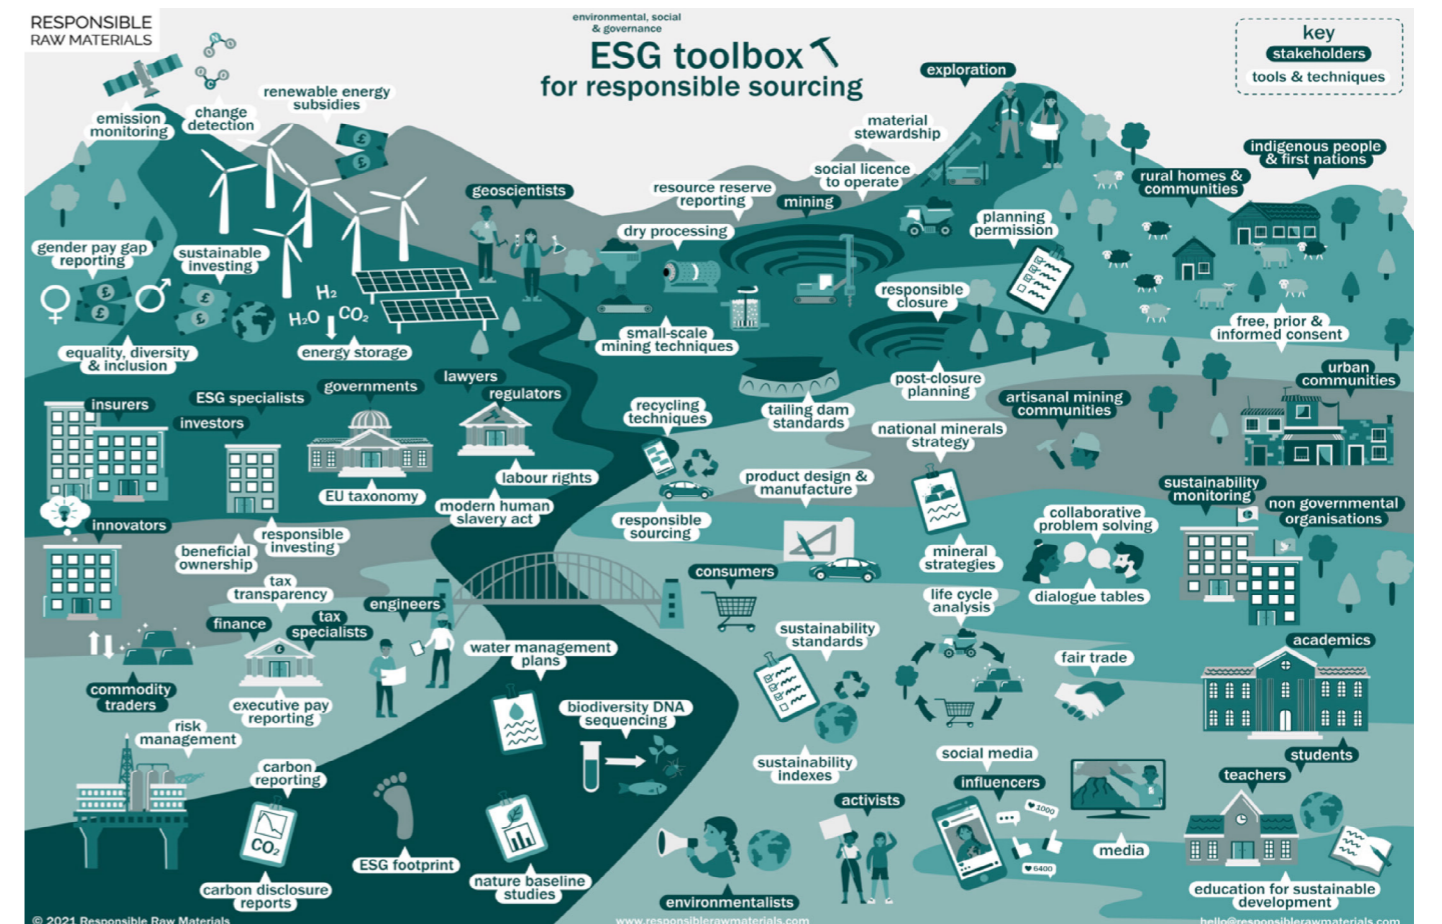 RESPONSIBLE
RAW MATERIALS
environmental, social
& governance
ESG toolbox
for responsible sourcing
key
stakeholders
tools & techniques
emission
monitoring
change
detection
renewable energy
subsidies
£
£
exploration
material
stewardship
social licence
to operate
indigenous people
& first nations
rural homes &
communities
geoscientists
resource reserve
reporting
mining
dry processing
planning
permission
gender pay gap
reporting
£
sustainable
investing
£
£
H2
H2O
CO2
energy storage
equality, diversity
& inclusion
small-scale
mining techniques
responsible
closure
free, prior &
informed consent
post-closure
planning
tailing dam
standards
urban
communities
artisanal mining
communities
insurers
ESG specialists
investors
governments
lawyers
regulators
recycling
techniques
national minerals
strategy
EU taxonomy
labour rights
modern human
slavery act
product design &
manufacture
responsible
sourcing
sustainability
monitoring
non governmental
organisations
collaborative
problem solving
innovators
responsible
investing
beneficial
ownership
mineral
strategies
dialogue tables
consumers
life cycle
analysis
tax
transparency
finance
tax
specialists
engineers
£
water management
plans
sustainability
standards
fair trade
academics
commodity
traders
executive pay
reporting
biodiversity DNA
sequencing
risk
management
carbon
reporting
CO2
sustainability
indexes
social media
influencers
1000
6400
students
teachers
activists
media
ESG footprint
carbon disclosure
reports
nature baseline
studies
environmentalists
education for sustainable
development
© 2021 Responsible Raw Materials
www.responsiblerawmaterials.com
hello@responsiblerawmaterials.com